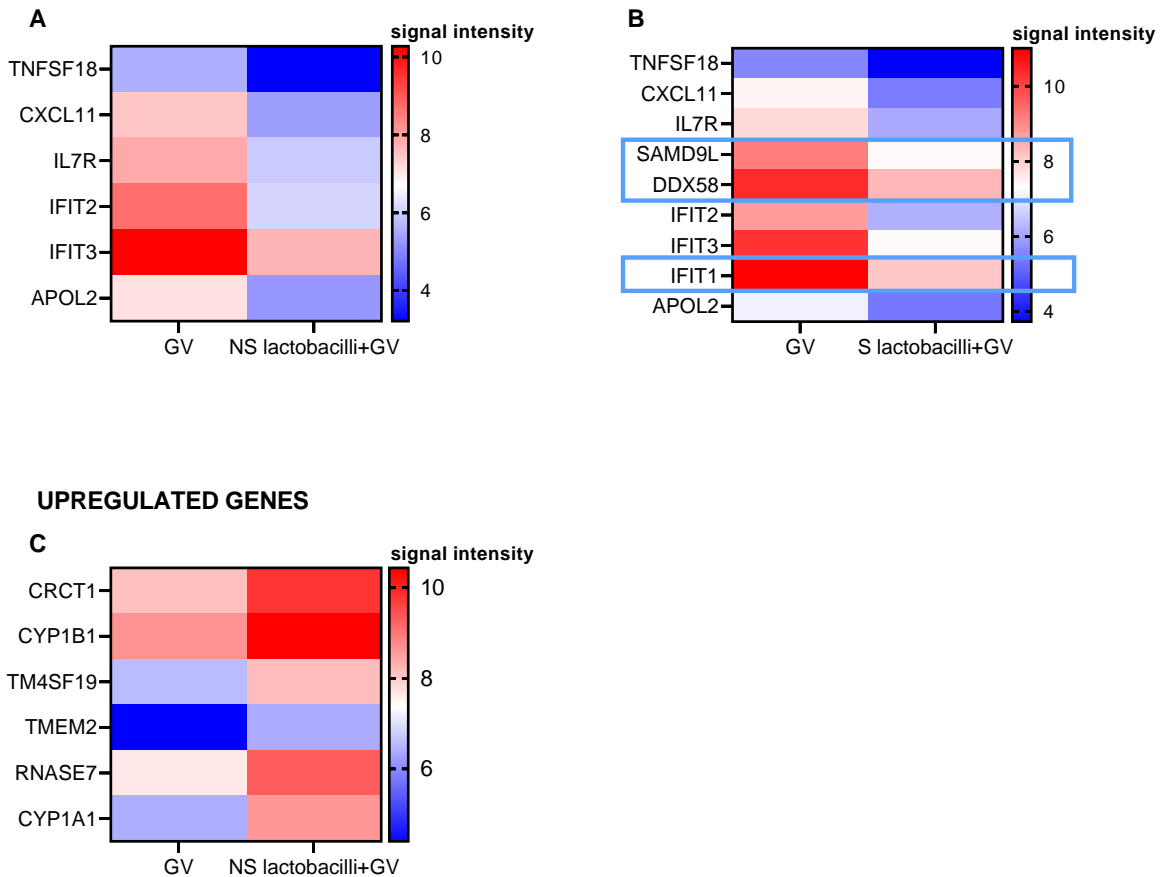 A
signal intensity
TNFSF18
CXCL11
IL7R
IFIT2
IFIT3
APOL2
10
8
6
4
GV
NS lactobacilli+GV
B
signal intensity
TNFSF18
CXCL11
IL7R
SAMD9L
DDX58
IFIT2
IFIT3
IFIT1
APOL2
10
8
6
4
GV
S lactobacilli+GV
UPREGULATED GENES
C
signal intensity
CRCT1
CYP1B1
TM4SF19
TMEM2
RNASE7
CYP1A1
10
8
6
GV
NS lactobacilli+GV